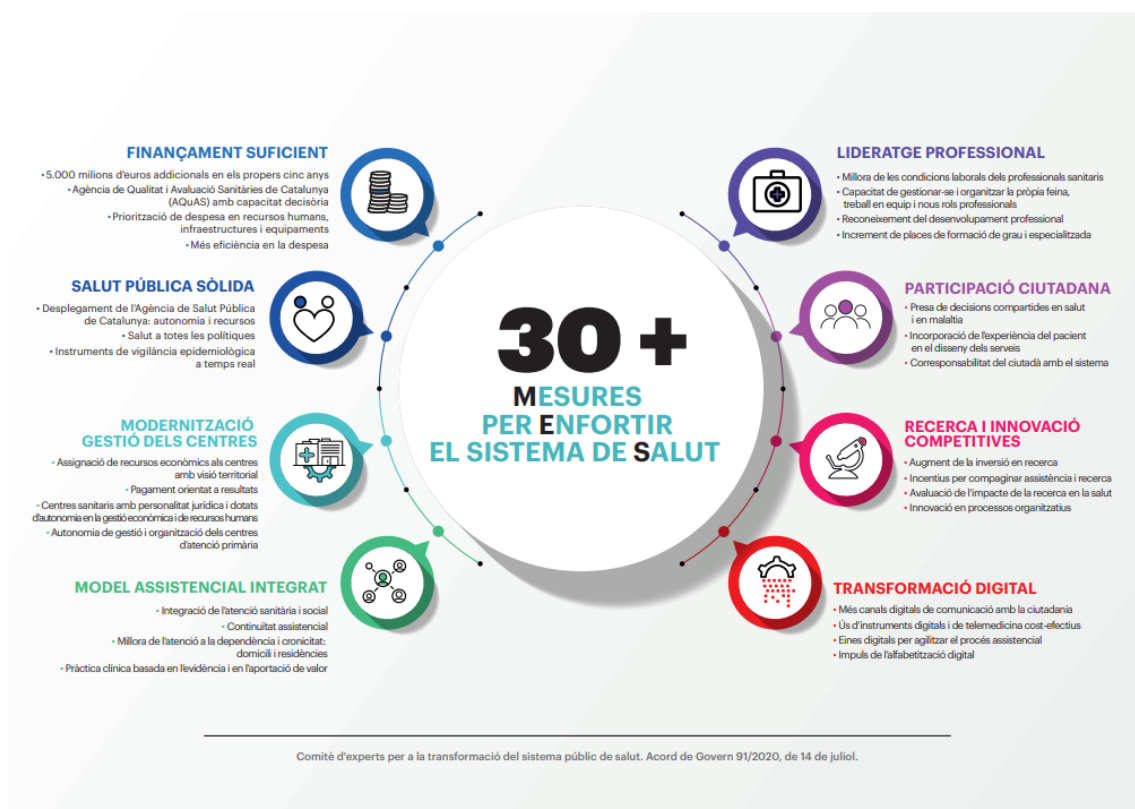 FINANÇAMENT SUFICIENT
• 5.000 milions d'euros addicionals en els propers cinc anys
• Agència de Qualitat i Avaluació Sanitàries de Catalunya
(AQuAS) amb capacitat decisòria
• Priorització de despesa en recursos humans,
infraestructures i equipaments
• Més eficiència en la despesa
SALUT PÚBLICA SÒLIDA
• Desplegament de l'Agència de Salut Pública
de Catalunya: autonomia i recursos
• Salut a totes les polítiques
• Instruments de vigilància epidemiològica
a temps real
MODERNITZACIÓ
GESTIÓ DELS CENTRES
• Assignació de recursos econòmics als centres
amb visió territorial
• Pagament orientat a resultats
• Centres sanitaris amb personalitat jurídica i dotats
d'autonomia en la gestió econòmica i de recursos humans
• Autonomia de gestió i organització dels centres
d'atenció primària
MODEL ASSISTENCIAL INTEGRAT
• Integració de l'atenció sanitària i social
• Continuïtat assistencial
• Millora de l'atenció a la dependència i cronicitat:
domicili i residències
• Pràctica clínica basada en l'evidència i en l'aportació de valor
30 +
MESURES
PER ENFORTIR
EL SISTEMA DE SALUT
LIDERATGE PROFESSIONAL
• Millora de les condicions laborals dels professionals sanitaris
• Capacitat de gestionar-se i organitzar la pròpia feina,
treball en equip i nous rols professionals
• Reconeixement del desenvolupament professional
• Increment de places de formació de grau i especialitzada
PARTICIPACIÓ CIUTADANA
• Presa de decisions compartides en salut
i en malaltia
• Incorporació de l'experiència del pacient
en el disseny dels serveis
• Corresponsabilitat del ciutadà amb el sistema
RECERCA I INNOVACIÓ
COMPETITIVES
• Augment de la inversió en recerca
• Incentius per compaginar assistència i recerca
• Avaluació de l'impacte de la recerca en la salut
• Innovació en processos organitzatius
TRANSFORMACIÓ DIGITAL
• Més canals digitals de comunicació amb la ciutadania
• Ús d'instruments digitals i de telemedicina cost-efectius
• Eines digitals per agilitzar el procés assistencial
• Impuls de l'alfabetització digital
Comitè d'experts per a la transformació del sistema públic de salut. Acord de Govern 91/2020, de 14 de juliol.